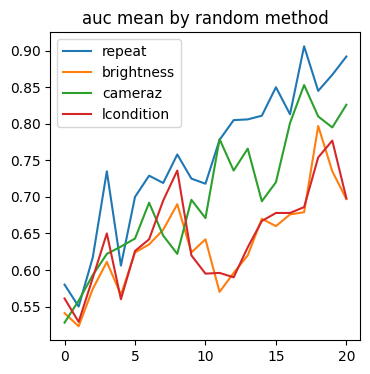 auc mean by random method
repeat
brightness
cameraz
lcondition
0.90
0.85
0.80
0.75
0.70
0.65
0.60
0.55
0 5 10 15 20